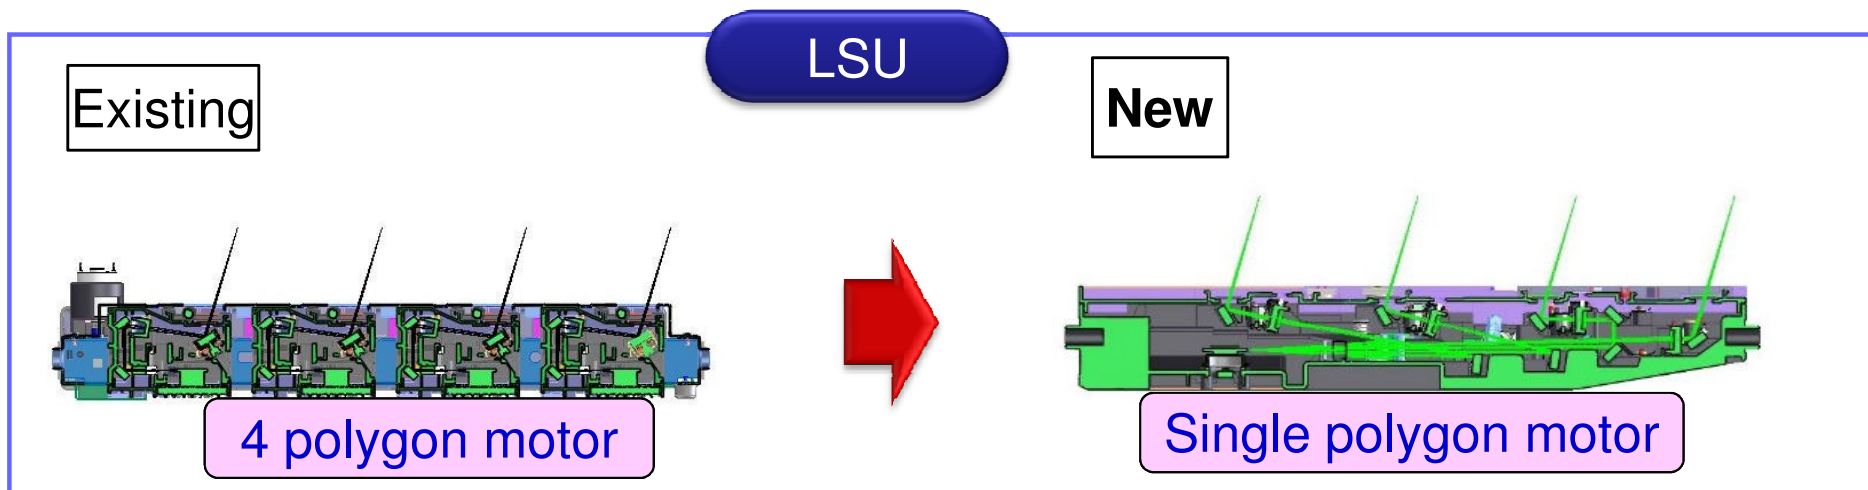 LSU
Existing
New
4 polygon motor
Single polygon motor